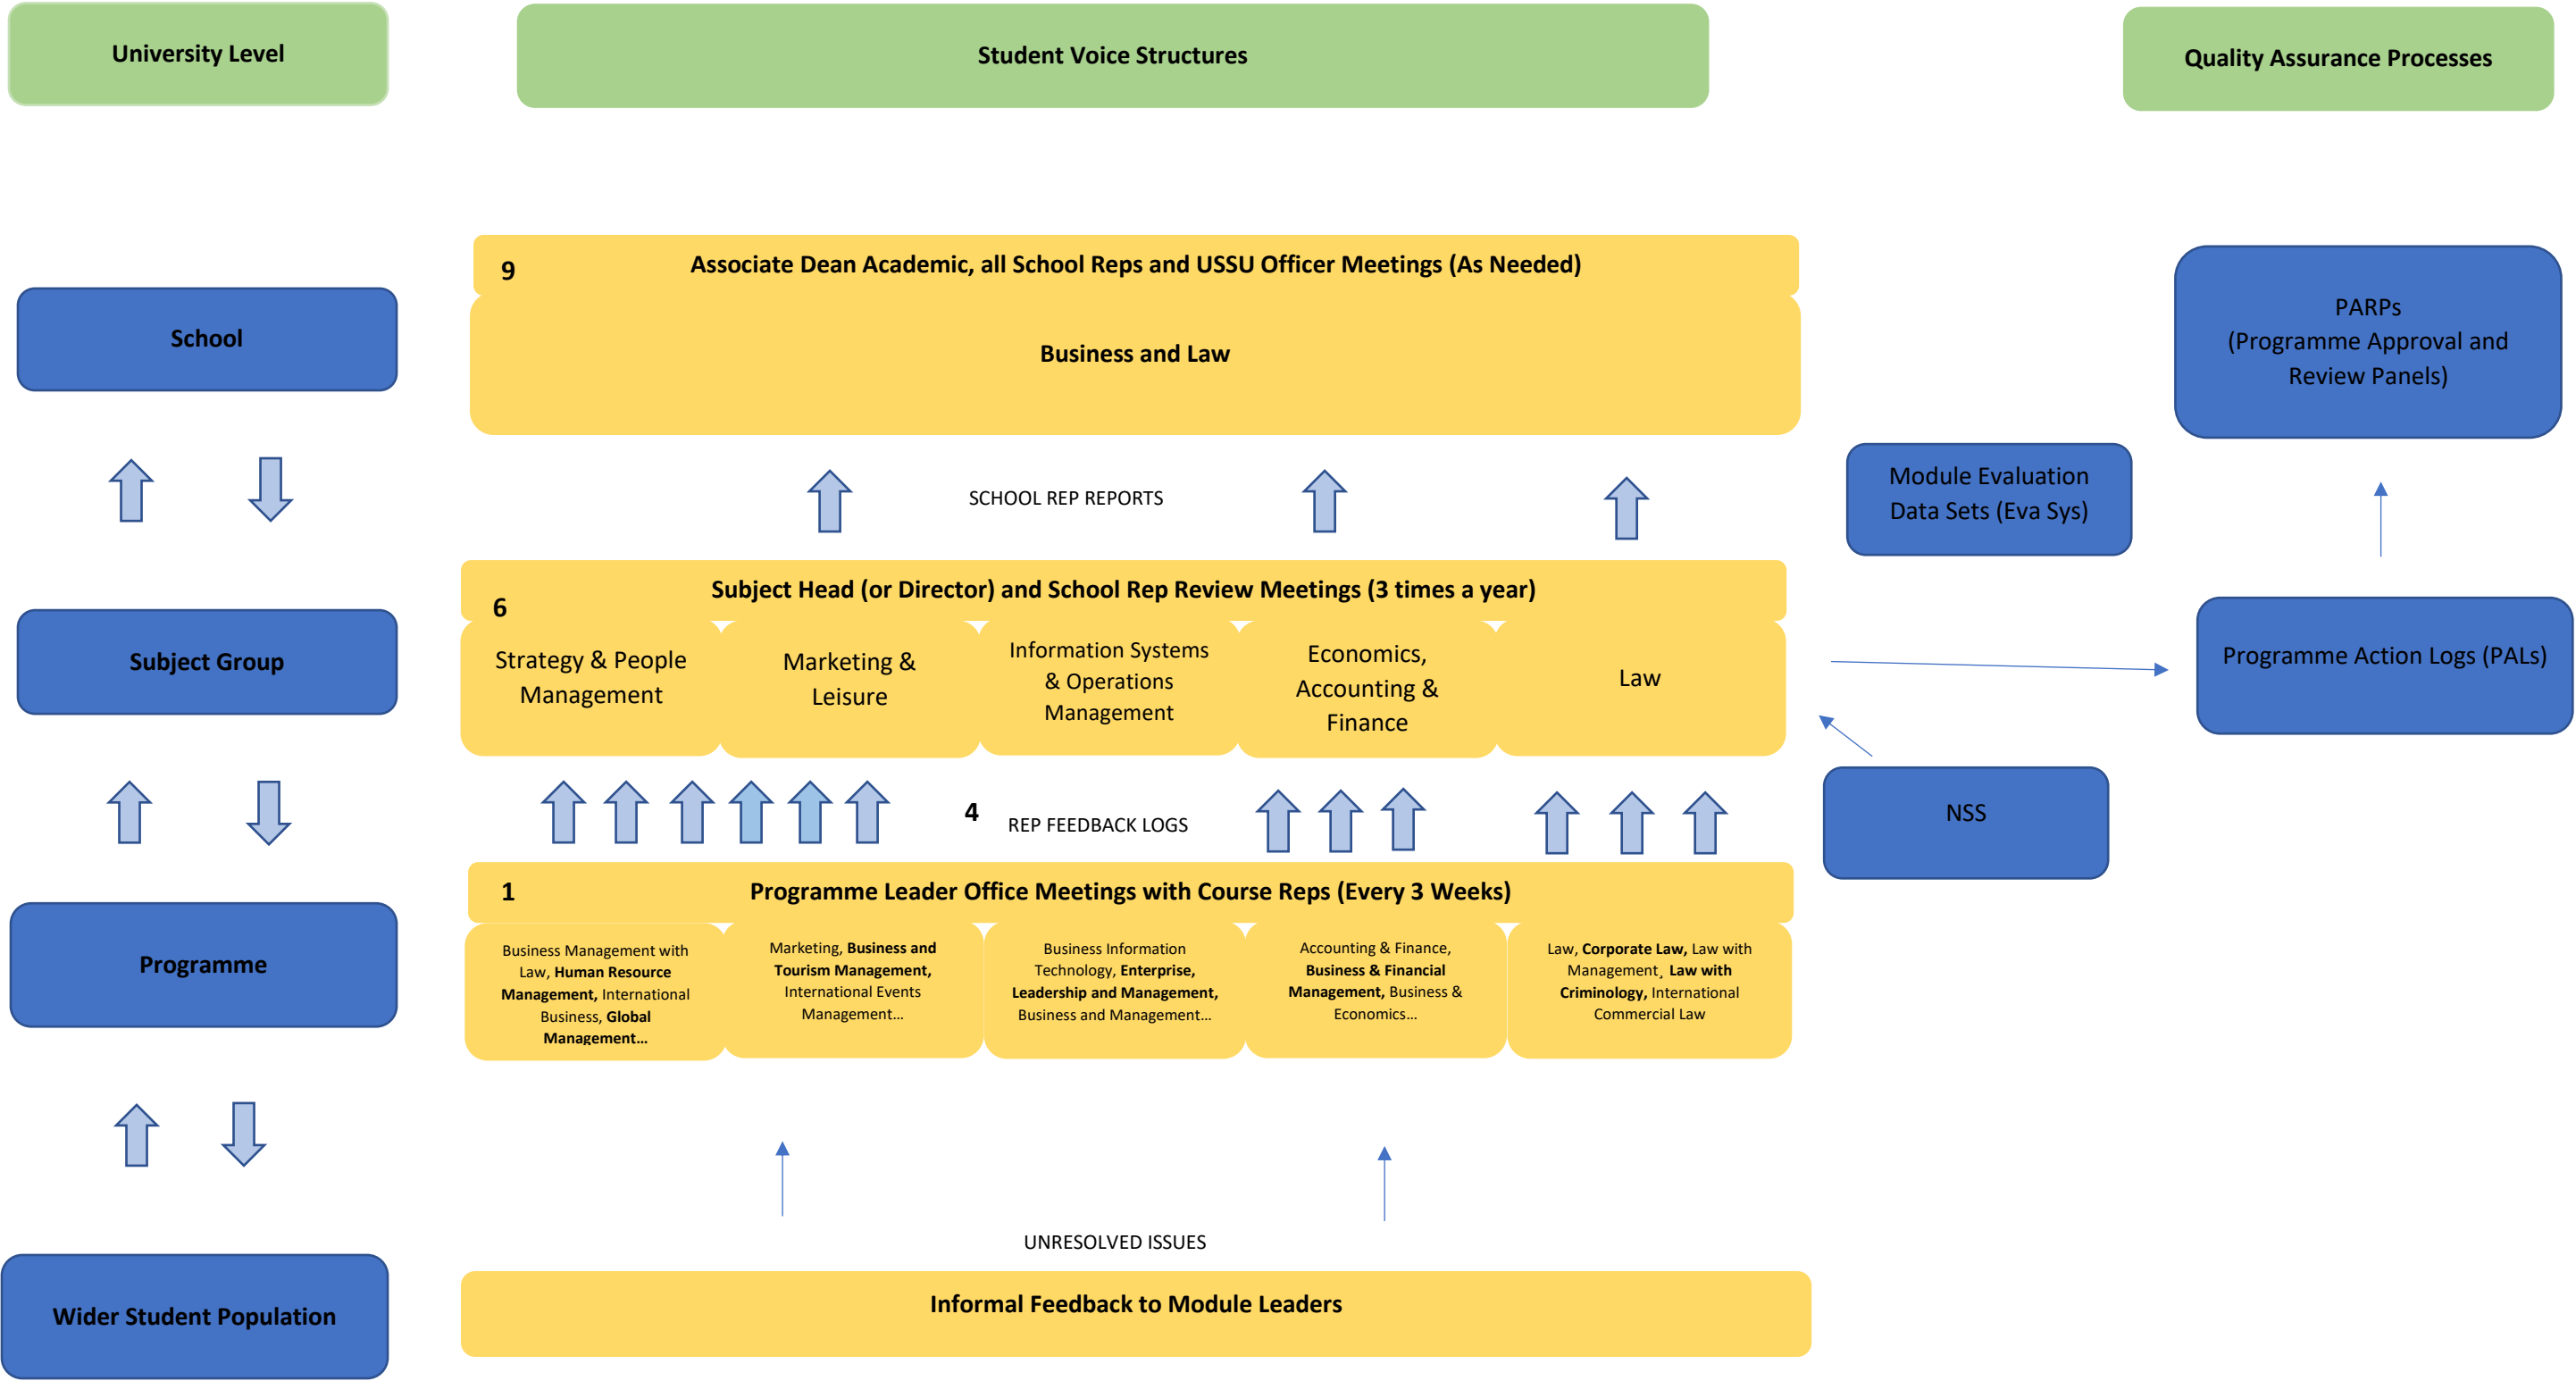 University Level
Student Voice Structures
Quality Assurance Processes
9
Associate Dean Academic, all School Reps and USSU Officer Meetings (As Needed)
School
Business and Law
PARPs
(Programme Approval and
Review Panels)
Module Evaluation
Data Sets (Eva Sys)
SCHOOL REP REPORTS
6
Subject Head (or Director) and School Rep Review Meetings (3 times a year)
Subject Group
Strategy & People
Management
Marketing &
Leisure
Information Systems
& Operations
Management
Economics,
Accounting &
Finance
Law
Programme Action Logs (PALs)
4
REP FEEDBACK LOGS
NSS
1
Programme Leader Office Meetings with Course Reps (Every 3 Weeks)
Programme
Business Management with
Law, Human Resource
Management, International
Business, Global
Management…
Marketing, Business and
Tourism Management,
International Events
Management…
Business Information
Technology, Enterprise,
Leadership and Management,
Business and Management…
Accounting & Finance,
Business & Financial
Management, Business &
Economics…
Law, Corporate Law, Law with
Management¸ Law with
Criminology, International
Commercial Law
UNRESOLVED ISSUES
Wider Student Population
Informal Feedback to Module Leaders